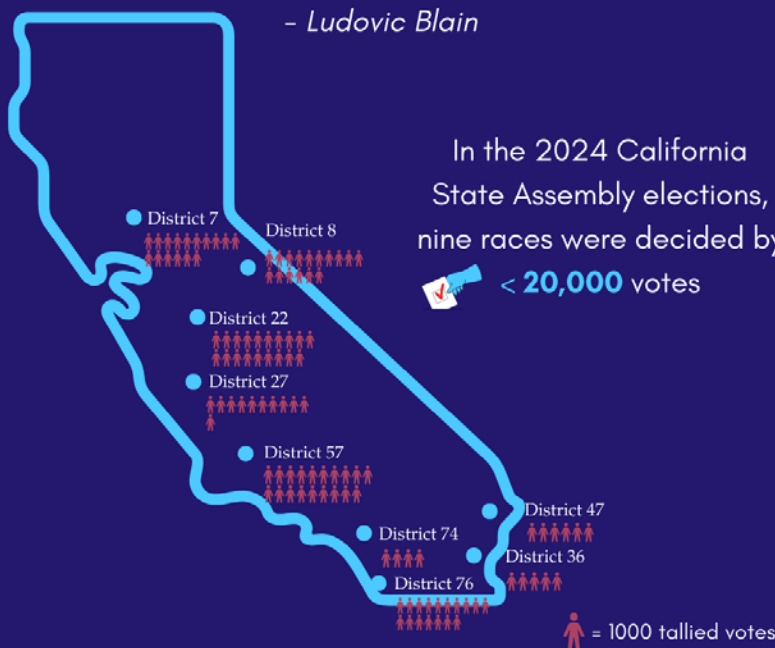 - Ludovic Blain
In the 2024 California
State Assembly elections,
nine races were decided by
< 20,000 votes
District 7
District 8
District 22
District 27
District 57
District 47
District 74
District 36
District 76
= 1000 tallied votes